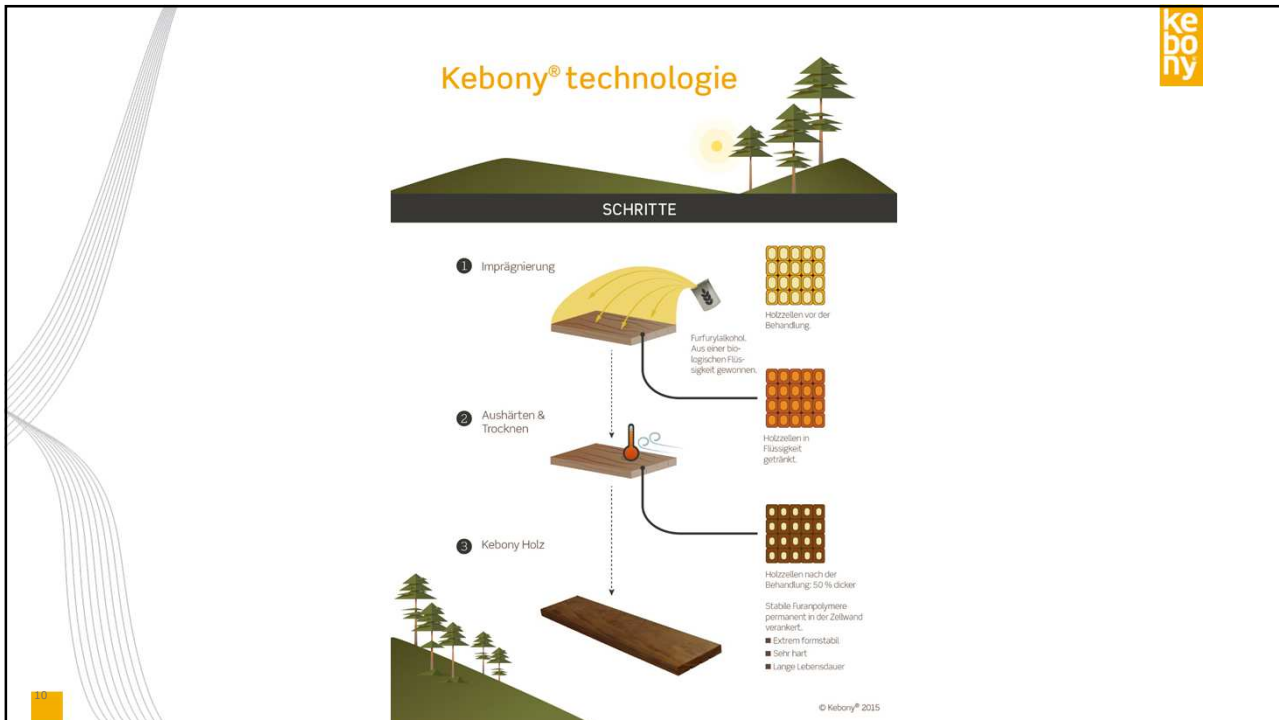 ke
bo
ny
Kebony® technologie
SCHRITTE
1 Imprägnierung
Furfurylalkohol.
Aus einer bio-
logischen Flüs-
sigkeit gewonnen.
Holzzellen vor der
Behandlung.
2 Aushärten &
Trocknen
Holzzellen in
Flüssigkeit
getränkt.
3 Kebony Holz
Holzzellen nach der
Behandlung: 50 % dicker
Stabile Furanpolymere
permanent in der Zellwand
verankert.
■ Extrem formstabil
■ Sehr hart
■ Lange Lebensdauer
© Kebony® 2015
10